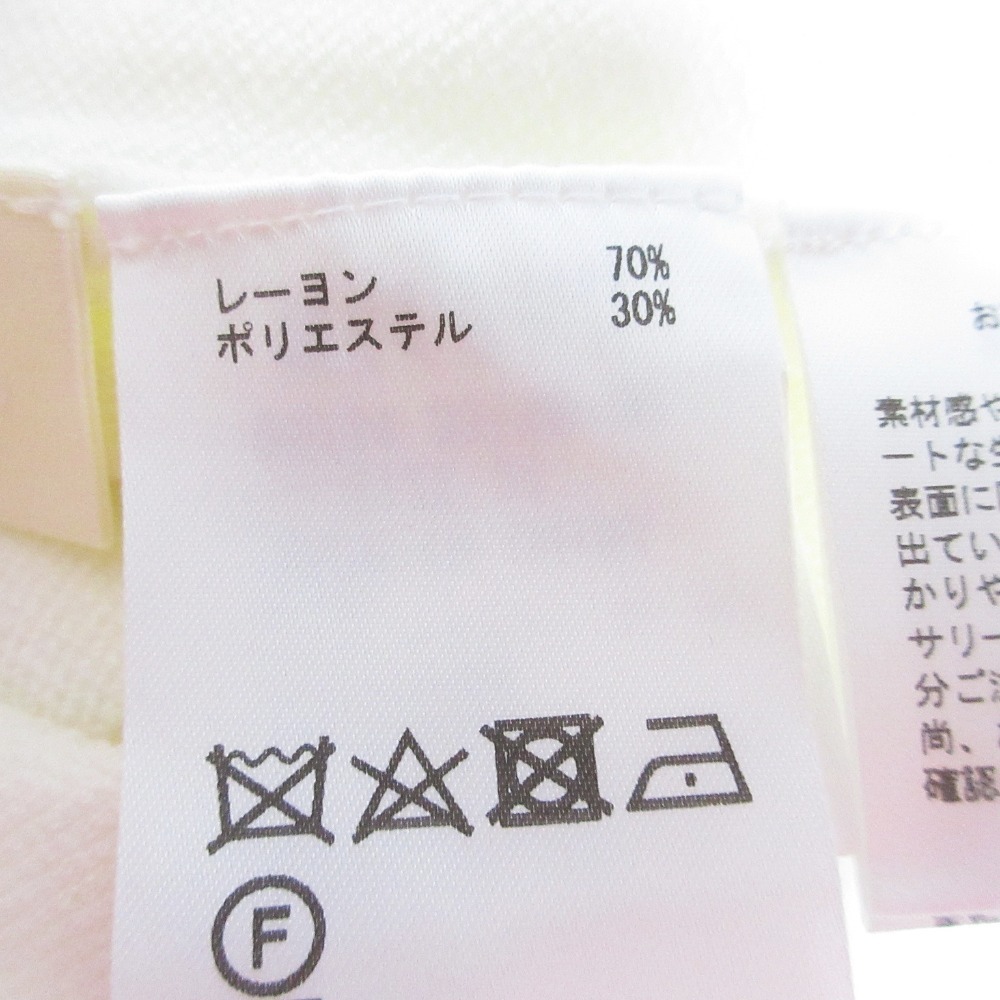 レーヨン 70%
ポリエステル 30%
F
お
素材感や
ートな
表面に
出てい
かりや
サリー
分ご
尚、
確認